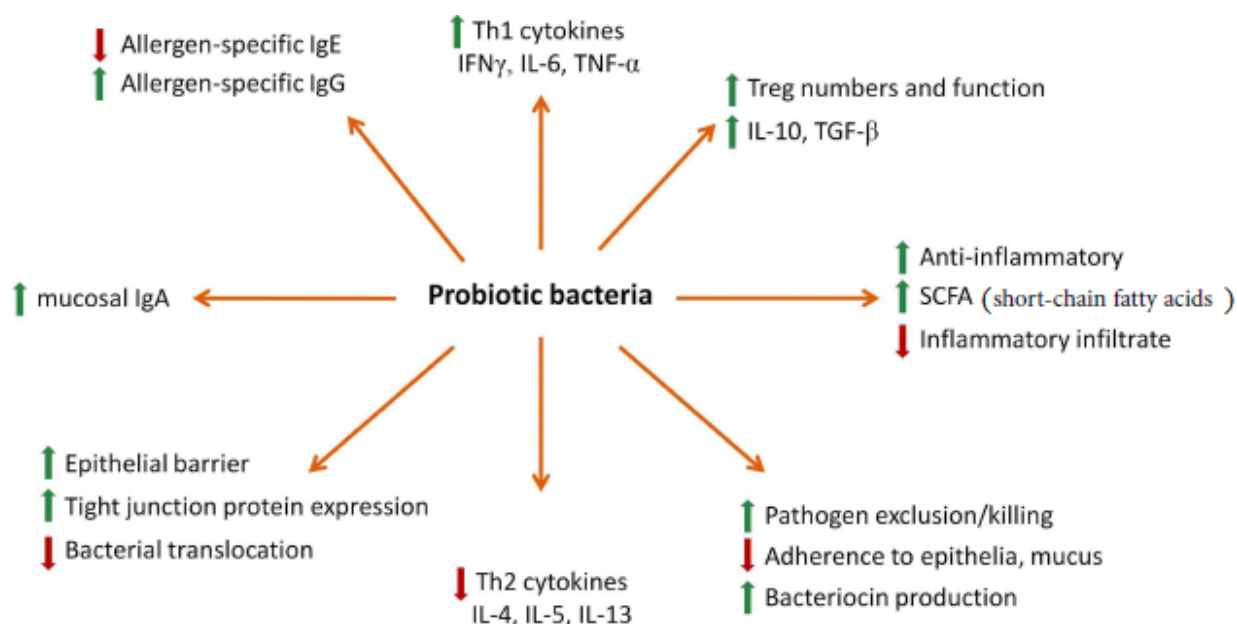 Allergen-specific IgE
Allergen-specific IgG
Th1 cytokines
IFNγ, IL-6, TNF-α
Treg numbers and function
IL-10, TGF-β
mucosal IgA
Probiotic bacteria
Anti-inflammatory
SCFA (short-chain fatty acids )
Inflammatory infiltrate
Epithelial barrier
Tight junction protein expression
Bacterial translocation
Th2 cytokines
IL-4, IL-5, IL-13
Pathogen exclusion/killing
Adherence to epithelia, mucus
Bacteriocin production